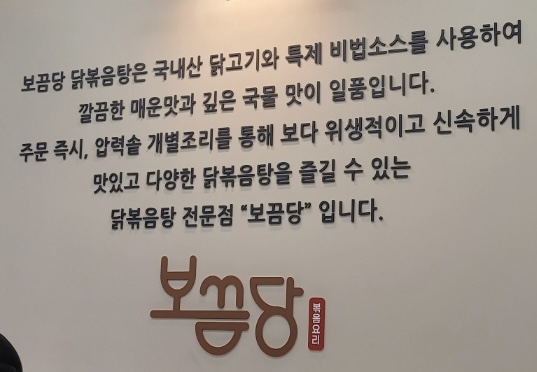 보끔당 닭볶음탕은 국내산 닭고기와 특제 비법소스를 사용하여
깔끔한 매운맛과 깊은 국물 맛이 일품입니다.
주문 즉시, 압력솥 개별조리를 통해 보다 위생적이고 신속하게
맛있고 다양한 닭볶음탕을 즐길 수 있는
닭볶음탕 전문점 “보끔당” 입니다.
보끔당
볶음요리